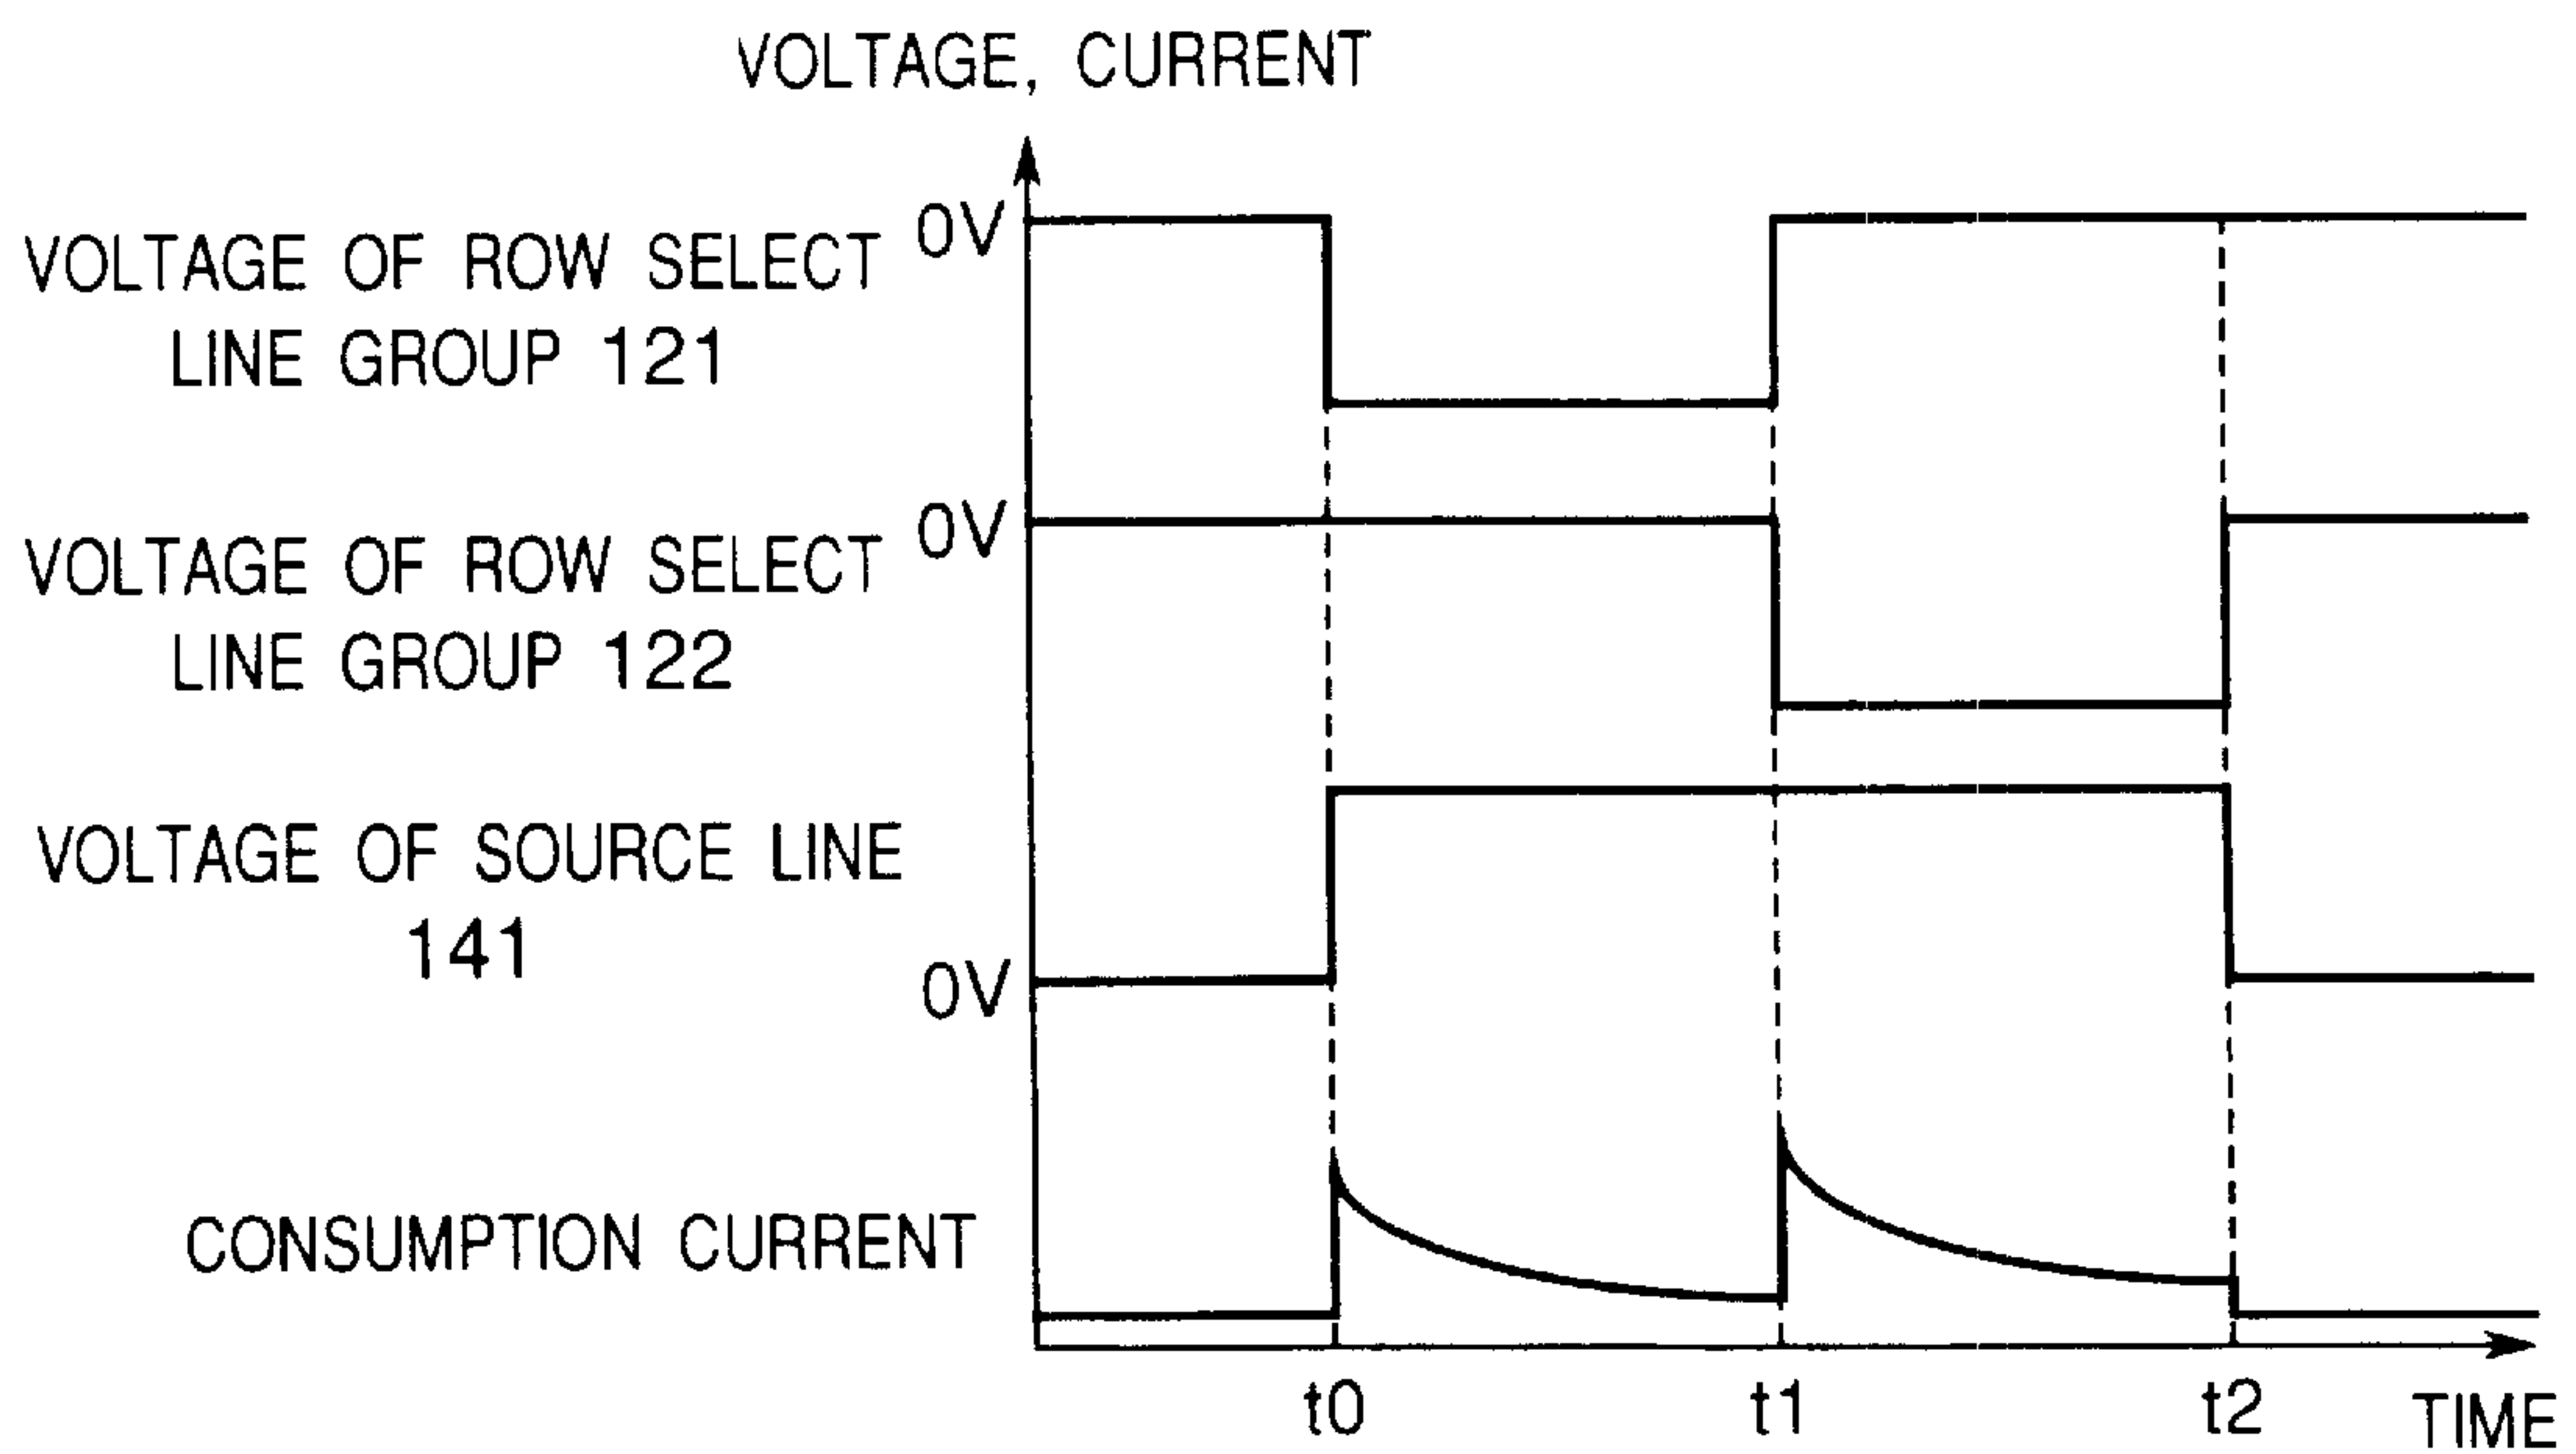 VOLTAGE, CURRENT
0V
VOLTAGE OF ROW SELECT
LINE GROUP 121
0V
VOLTAGE OF ROW SELECT
LINE GROUP 122
VOLTAGE OF SOURCE LINE
141
0V
CONSUMPTION CURRENT
t0
t1
t2
TIME